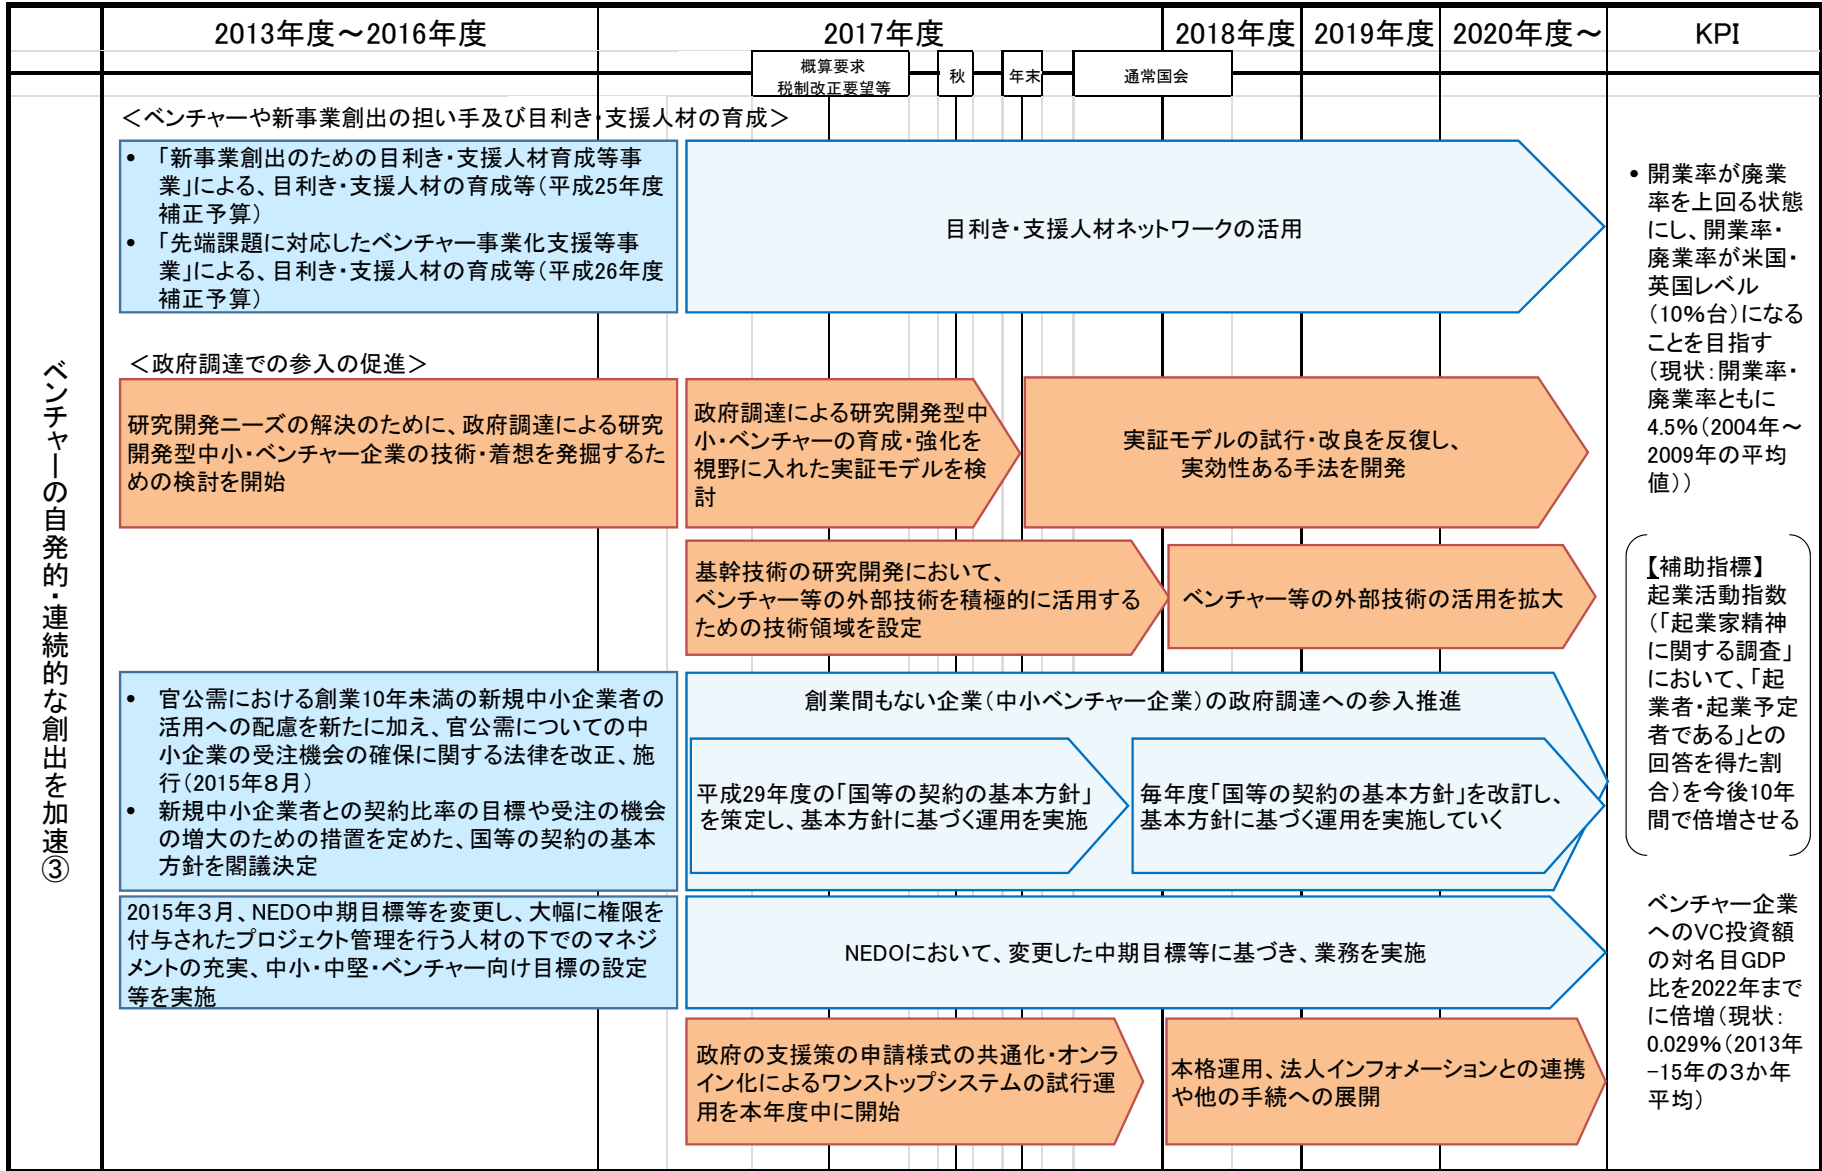 2013年度～2016年度
2017年度
2018年度
2019年度
2020年度～
KPI
概算要求
税制改正要望等
秋
年末
通常国会
ベンチャーの自発的・連続的な創出を加速③
＜ベンチャーや新事業創出の担い手及び目利き・支援人材の育成＞
• 「新事業創出のための目利き・支援人材育成等事
業」による、目利き・支援人材の育成等（平成25年度
補正予算）
• 「先端課題に対応したベンチャー事業化支援等事
業」による、目利き・支援人材の育成等（平成26年度
補正予算）
目利き・支援人材ネットワークの活用
＜政府調達での参入の促進＞
研究開発ニーズの解決のために、政府調達による研究
開発型中小・ベンチャー企業の技術・着想を発掘するた
めの検討を開始
政府調達による研究開発型中
小・ベンチャーの育成・強化を
視野に入れた実証モデルを検
討
実証モデルの試行・改良を反復し、
実効性ある手法を開発
基幹技術の研究開発において、
ベンチャー等の外部技術を積極的に活用する
ための技術領域を設定
ベンチャー等の外部技術の活用を拡大
• 官公需における創業10年未満の新規中小企業者の
活用への配慮を新たに加え、官公需についての中
小企業の受注機会の確保に関する法律を改正、施
行（2015年８月）
• 新規中小企業者との契約比率の目標や受注の機会
の増大のための措置を定めた、国等の契約の基本
方針を閣議決定
創業間もない企業（中小ベンチャー企業）の政府調達への参入推進
平成29年度の「国等の契約の基本方針」
を策定し、基本方針に基づく運用を実施
毎年度「国等の契約の基本方針」を改訂し、
基本方針に基づく運用を実施していく
2015年３月、NEDO中期目標等を変更し、大幅に権限を
付与されたプロジェクト管理を行う人材の下でのマネジ
メントの充実、中小・中堅・ベンチャー向け目標の設定
等を実施
NEDOにおいて、変更した中期目標等に基づき、業務を実施
政府の支援策の申請様式の共通化・オンラ
イン化によるワンストップシステムの試行運
用を本年度中に開始
本格運用、法人インフォメーションとの連携
や他の手続への展開
• 開業率が廃業
率を上回る状態
にし、開業率・
廃業率が米国・
英国レベル
（10％台）になる
ことを目指す
（現状：開業率・
廃業率ともに
4.5％（2004年～
2009年の平均
値））
【補助指標】
起業活動指数
（「起業家精神
に関する調査」
において、「起
業者・起業予定
者である」との
回答を得た割
合）を今後10年
間で倍増させる
ベンチャー企業
へのVC投資額
の対名目GDP
比を2022年まで
に倍増（現状：
0.029％（2013年
-15年の３か年
平均）